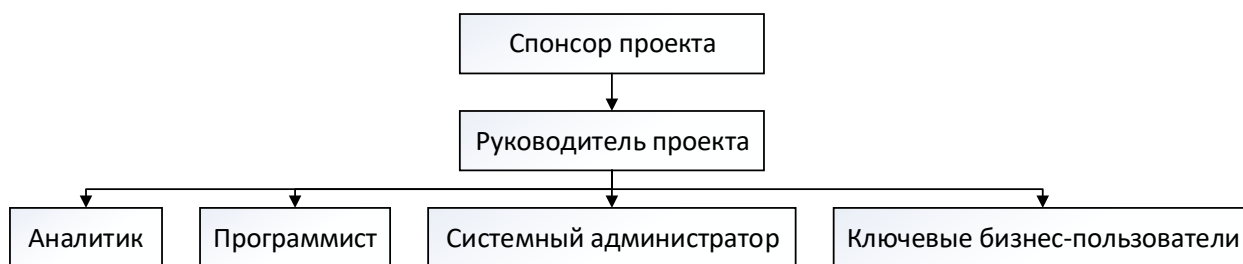 Спонсор проекта
Руководитель проекта
Аналитик
Программист
Системный администратор
Ключевые бизнес-пользователи